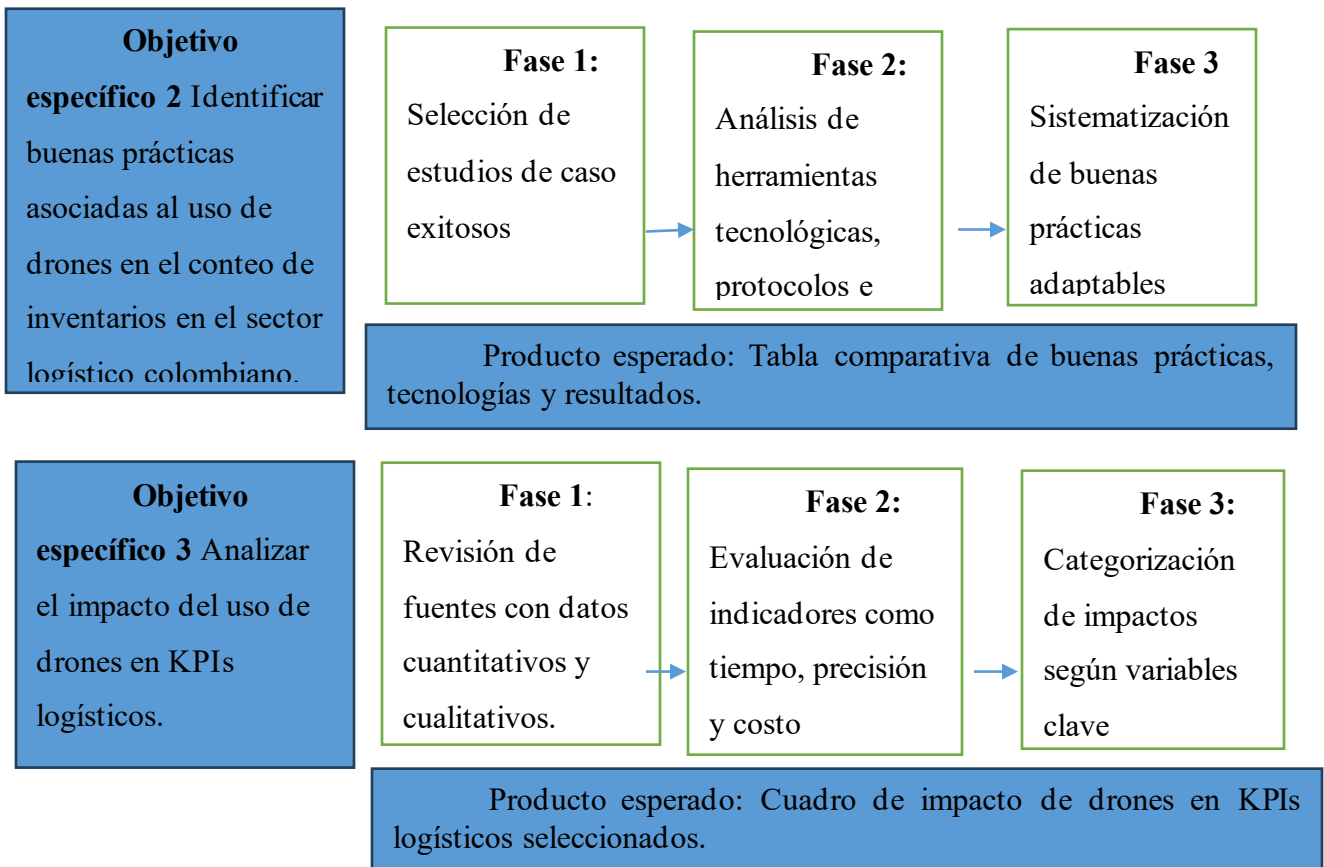 Objetivo
específico 2 Identificar
buenas prácticas
asociadas al uso de
drones en el conteo de
inventarios en el sector
logístico colombiano.
Fase 1:
Selección de
estudios de caso
exitosos
Fase 2:
Análisis de
herramientas
tecnológicas,
protocolos e
Fase 3
Sistematización
de buenas
prácticas
adaptables
Producto esperado: Tabla comparativa de buenas prácticas,
tecnologías y resultados.
Objetivo
específico 3 Analizar
el impacto del uso de
drones en KPIs
logísticos.
Fase 1:
Revisión de
fuentes con datos
cuantitativos y
cualitativos.
Fase 2:
Evaluación de
indicadores como
tiempo, precisión
y costo
Fase 3:
Categorización
de impactos
según variables
clave
Producto esperado: Cuadro de impacto de drones en KPIs
logísticos seleccionados.